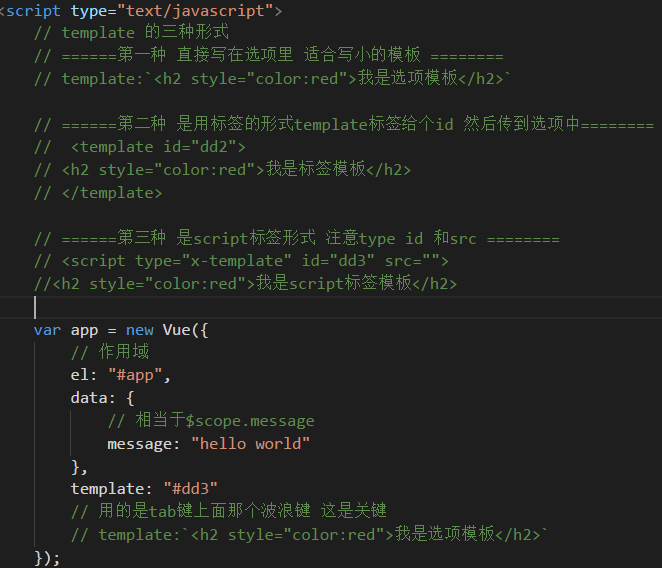 <script type="text/javascript">
// template 的三种形式
// ======第一种 直接写在选项里 适合写小的模板 ========
// template:`<h2 style="color:red">我是选项模板</h2>`
// ======第二种 是用标签的形式template标签给个id 然后传到选项中========
//  <template id="dd2">
// <h2 style="color:red">我是标签模板</h2>
// </template>
// ======第三种 是script标签形式 注意type id 和src ========
// <script type="x-template" id="dd3" src="">
//<h2 style="color:red">我是script标签模板</h2>
var app = new Vue({
// 作用域
el: "#app",
data: {
// 相当于$scope.message
message: "hello world"
},
template: "#dd3"
// 用的是tab键上面那个波浪键 这是关键
// template:`<h2 style="color:red">我是选项模板</h2>`
});